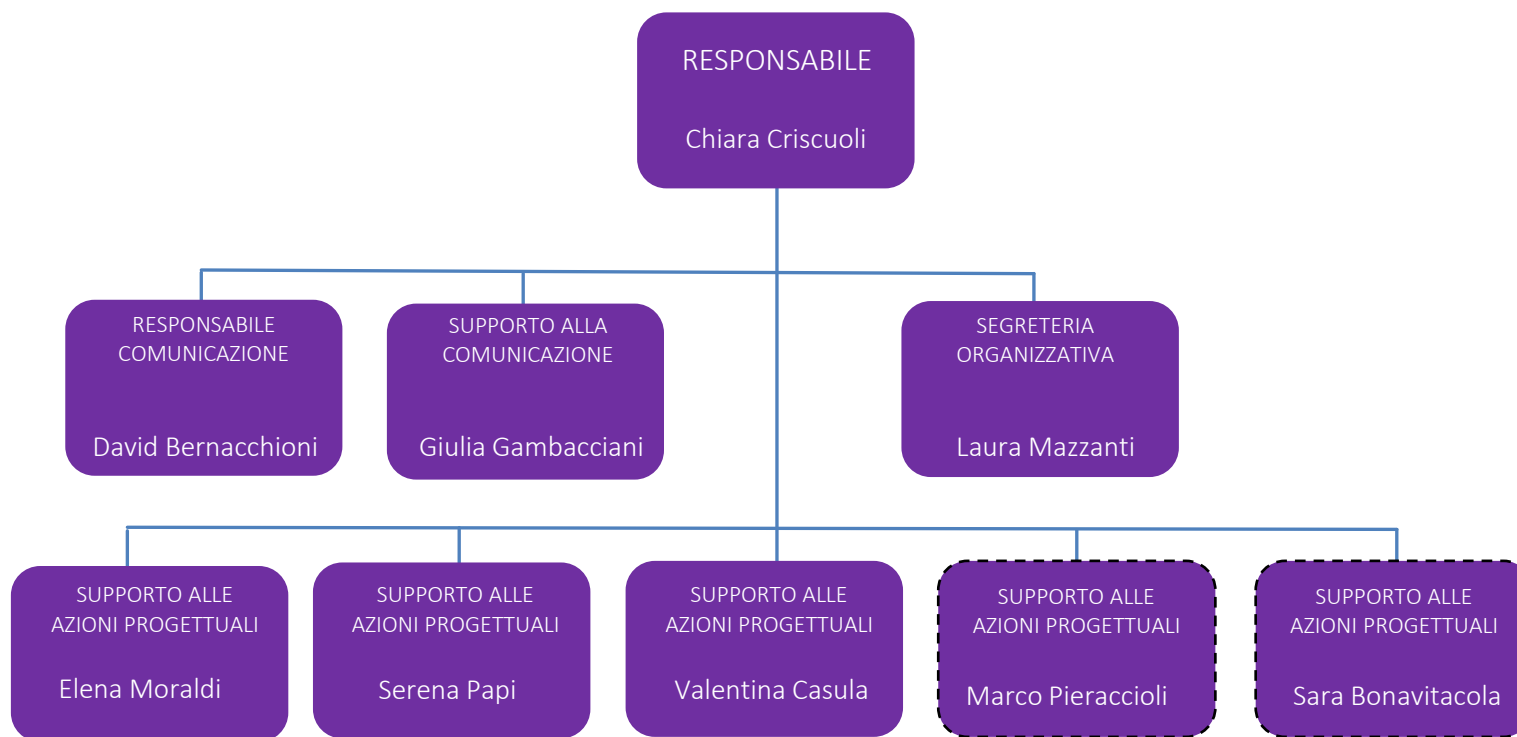 RESPONSABILE
Chiara Criscuoli
RESPONSABILE
COMUNICAZIONE
David Bernacchioni
SUPPORTO ALLA
COMUNICAZIONE
Giulia Gambacciani
SEGRETERIA
ORGANIZZATIVA
Laura Mazzanti
SUPPORTO ALLE
AZIONI PROGETTUALI
Elena Moraldi
SUPPORTO ALLE
AZIONI PROGETTUALI
Serena Papi
SUPPORTO ALLE
AZIONI PROGETTUALI
Valentina Casula
SUPPORTO ALLE
AZIONI PROGETTUALI
Marco Pieraccioli
SUPPORTO ALLE
AZIONI PROGETTUALI
Sara Bonavitacola